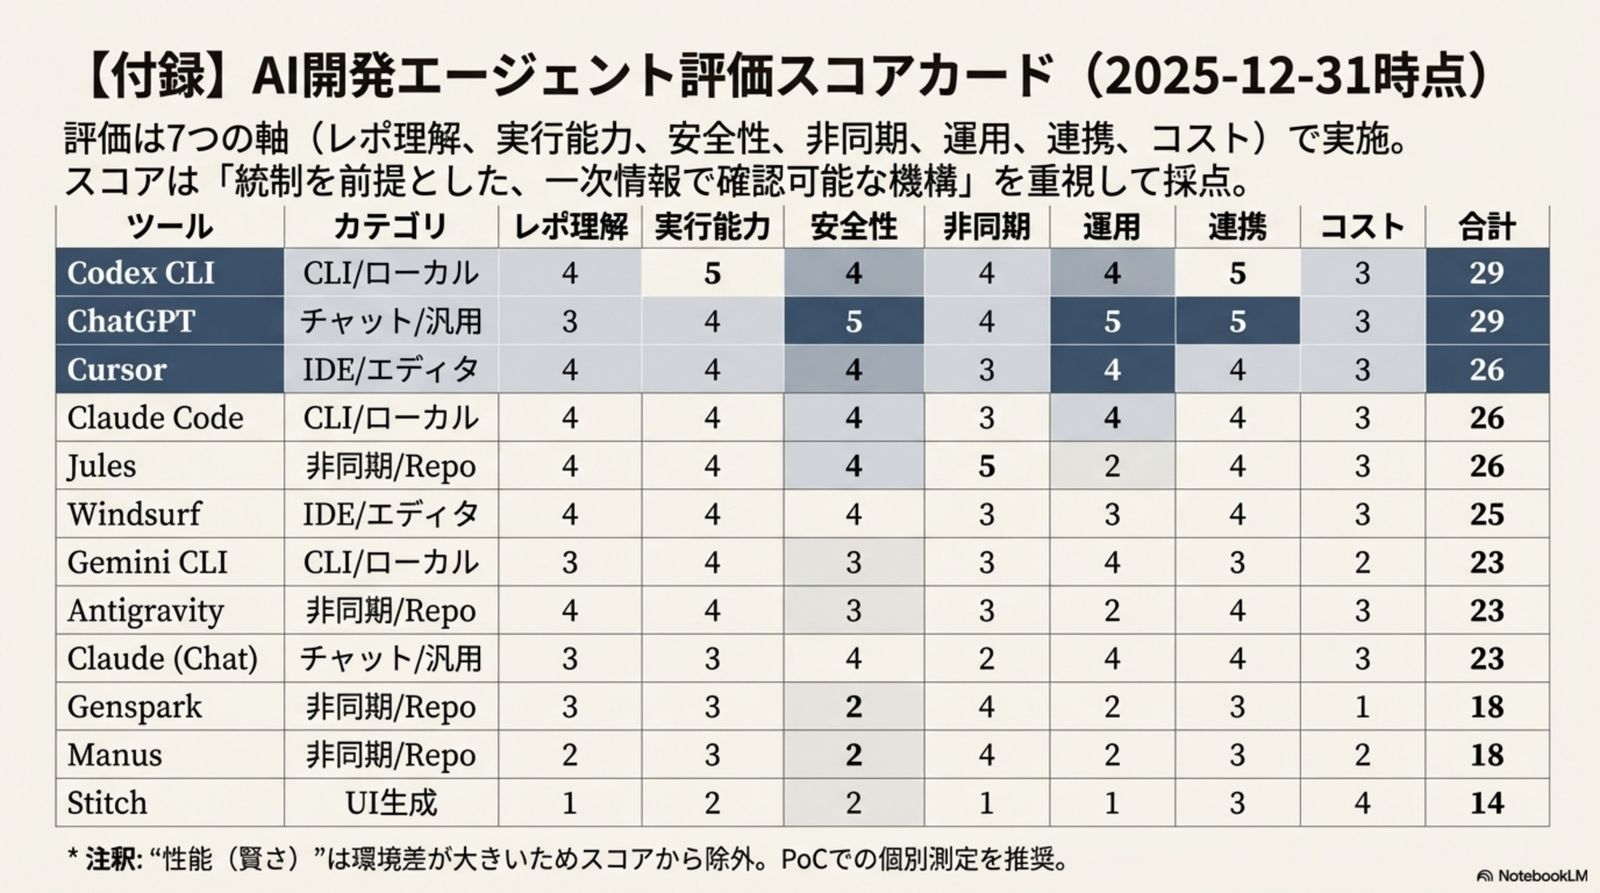 【付録】AI開発エージェント評価スコアカード（2025-12-31時点）
評価は7つの軸（レポ理解、実行能力、安全性、非同期、運用、連携、コスト）で実施。
スコアは「統制を前提とした、一次情報で確認可能な機構」を重視して採点。
ツール カテゴリ レポ理解 実行能力 安全性 非同期 運用 連携 コスト 合計
Codex CLI CLI/ローカル 4 5 4 4 4 5 3 29
ChatGPT チャット/汎用 3 4 5 4 5 5 3 29
Cursor IDE/エディタ 4 4 4 3 4 4 3 26
Claude Code CLI/ローカル 4 4 4 3 4 4 3 26
Jules 非同期/Repo 4 4 4 5 2 4 3 26
Windsurf IDE/エディタ 4 4 4 3 3 4 3 25
Gemini CLI CLI/ローカル 3 4 3 3 4 3 2 23
Antigravity 非同期/Repo 4 4 3 3 2 4 3 23
Claude (Chat) チャット/汎用 3 3 4 2 4 4 3 23
Genspark 非同期/Repo 3 3 2 4 2 3 1 18
Manus 非同期/Repo 2 3 2 4 2 3 2 18
Stitch UI生成 1 2 2 1 1 3 4 14
* 注釈: “性能（賢さ）”は環境差が大きいためスコアから除外。PoCでの個別測定を推奨。
NotebookLM